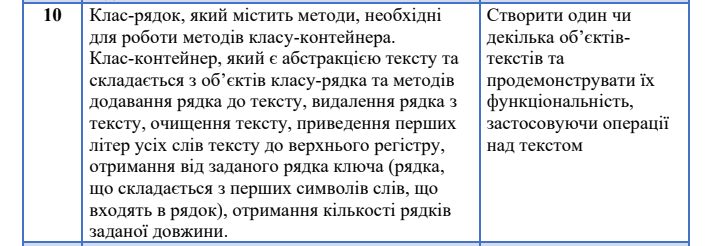 10
Клас-рядок, який містить методи, необхідні
для роботи методів класу-контейнера.
Клас-контейнер, який є абстракцією тексту та
складається з об’єктів класу-рядка та методів
додавання рядка до тексту, видалення рядка з
тексту, очищення тексту, приведення перших
літер усіх слів тексту до верхнього регістру,
отримання від заданого рядка ключа (рядка,
що складається з перших символів слів, що
входять в рядок), отримання кількості рядків
заданої довжини.
Створити один чи
декілька об’єктів-
текстів та
продемонструвати їх
функціональність,
застосовуючи операції
над текстом